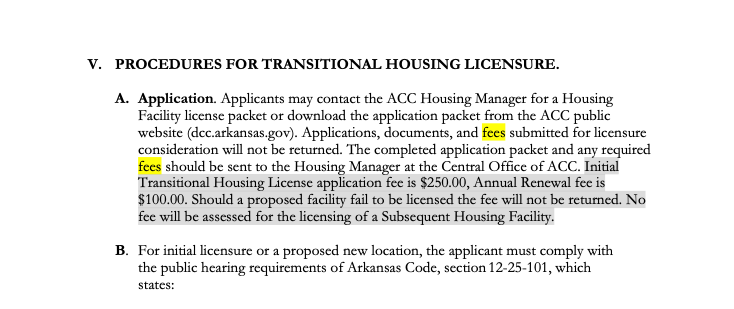 V. PROCEDURES FOR TRANSITIONAL HOUSING LICENSURE.
A. Application. Applicants may contact the ACC Housing Manager for a Housing
Facility license packet or download the application packet from the ACC public
website (dcc.arkansas.gov). Applications, documents, and fees submitted for licensure
consideration will not be returned. The completed application packet and any required
fees should be sent to the Housing Manager at the Central Office of ACC. Initial
Transitional Housing License application fee is $250.00, Annual Renewal fee is
$100.00. Should a proposed facility fail to be licensed the fee will not be returned. No
fee will be assessed for the licensing of a Subsequent Housing Facility.
B. For initial licensure or a proposed new location, the applicant must comply with
the public hearing requirements of Arkansas Code, section 12-25-101, which
states: